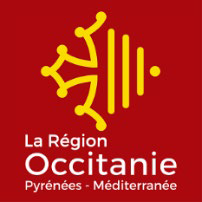 La Région
Occitanie
Pyrénées - Méditerranée